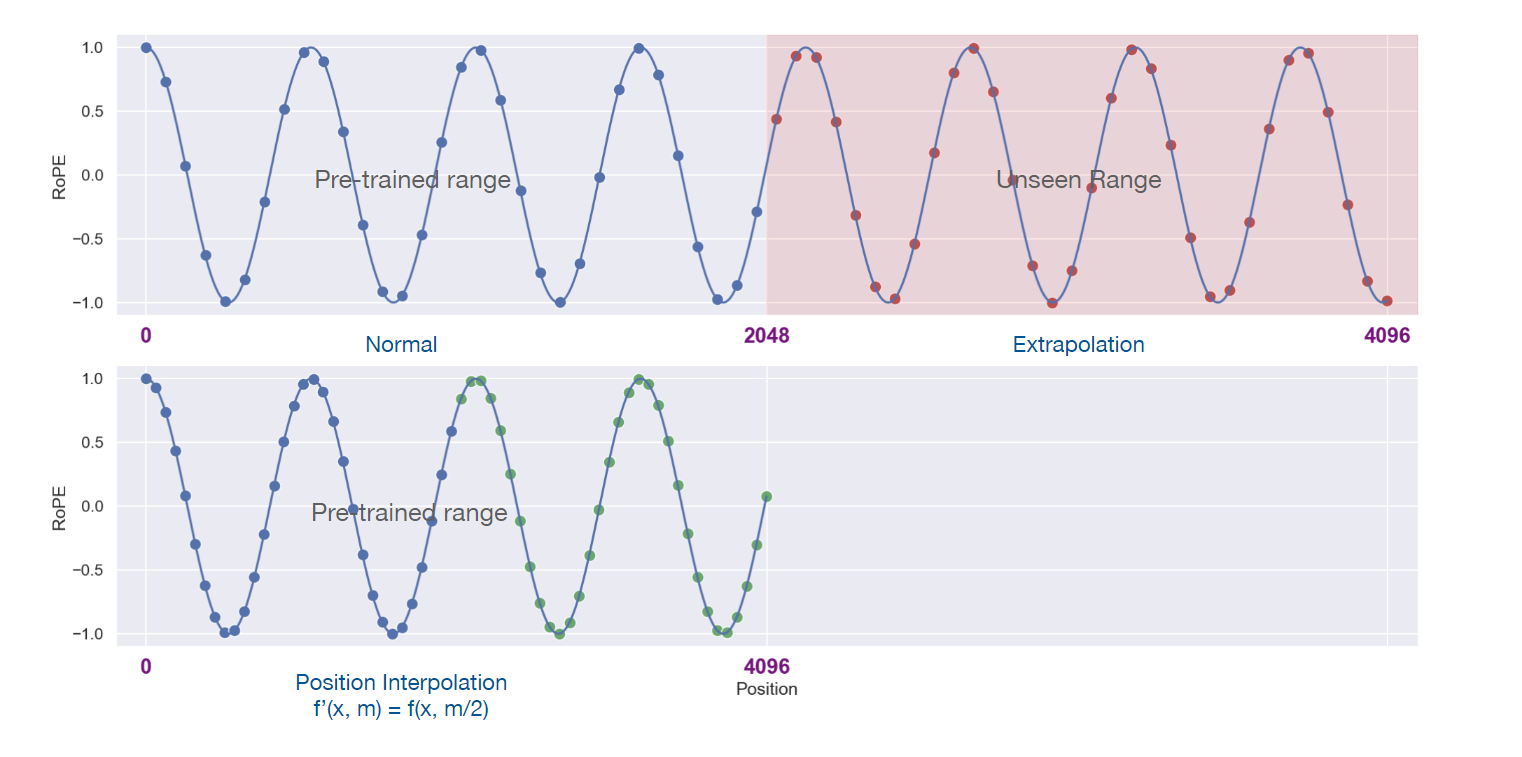 1.0
0.5
0.0
−0.5
−1.0
RoPE
Pre-trained range
Unseen Range
0
2048
4096
Normal
Extrapolation
1.0
0.5
0.0
−0.5
−1.0
RoPE
Pre-trained range
0
4096
Position
Position Interpolation
f’(x, m) = f(x, m/2)